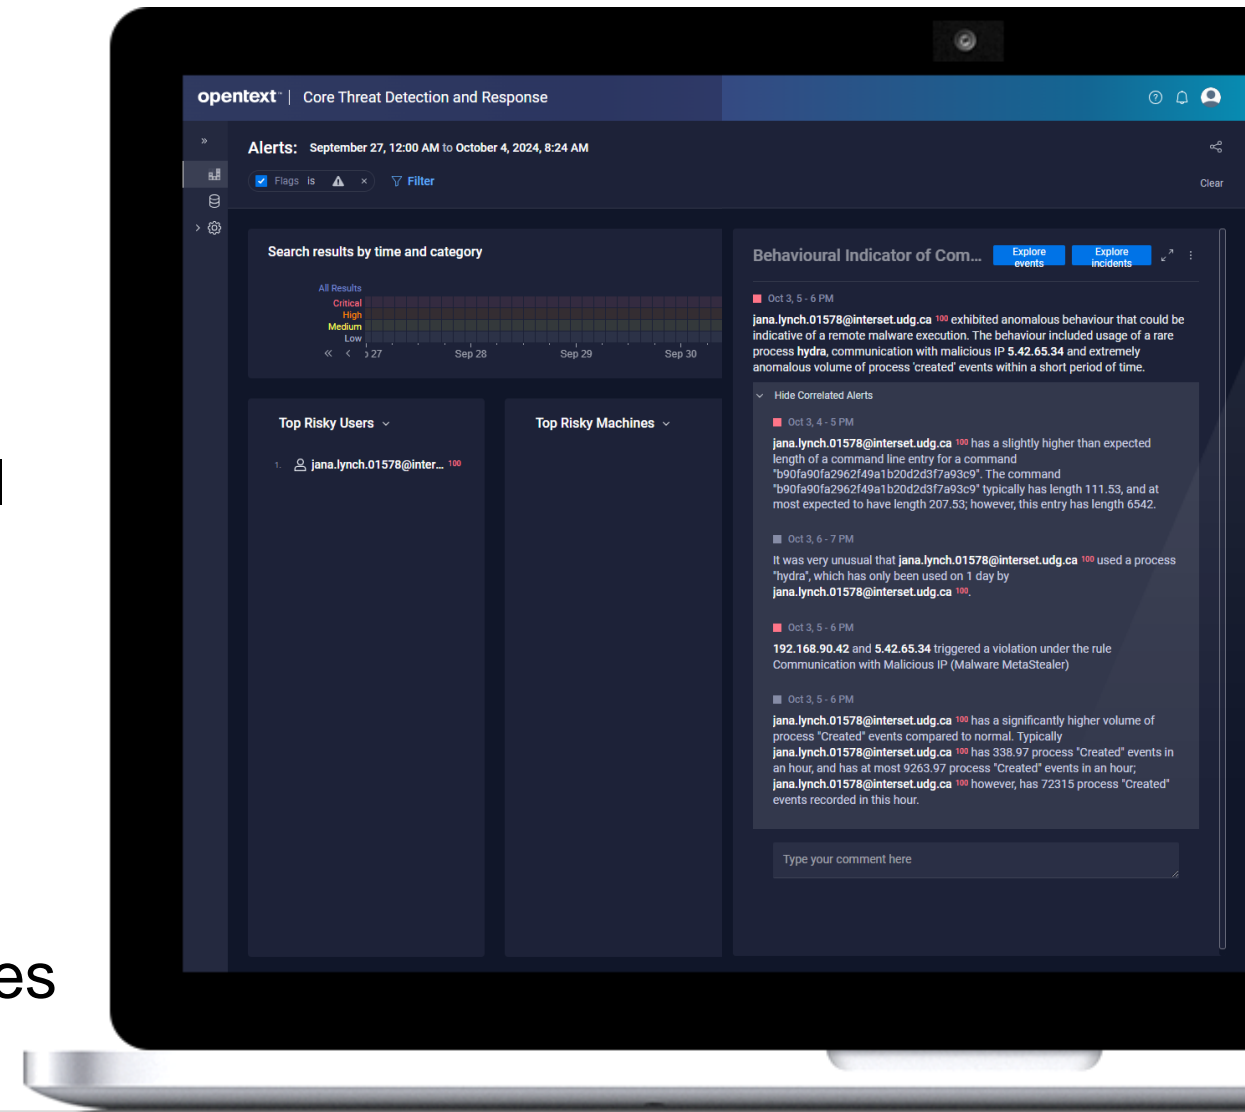 opentext™ | Core Threat Detection and Response
Alerts: September 27, 12:00 AM to October 4, 2024, 8:24 AM
Flags is × Filter
Clear
Search results by time and category
All Results
Critical
High
Medium
Low
27 Sep 28 Sep 29 Sep 30
Top Risky Users
1. jana.lynch.01578@inter... 100
Top Risky Machines
Behavioural Indicator of Com...
Explore events
Explore incidents
Oct 3, 5 - 6 PM
jana.lynch.01578@interset.udg.ca 100 exhibited anomalous behaviour that could be
indicative of a remote malware execution. The behaviour included usage of a rare
process hydra, communication with malicious IP 5.42.65.34 and extremely
anomalous volume of process 'created' events within a short period of time.
Hide Correlated Alerts
Oct 3, 4 - 5 PM
jana.lynch.01578@interset.udg.ca 100 has a slightly higher than expected
length of a command line entry for a command
"b90fa90fa2962f49a1b20d2d3f7a93c9". The command
"b90fa90fa2962f49a1b20d2d3f7a93c9" typically has length 111.53, and at
most expected to have length 207.53; however, this entry has length 6542.
Oct 3, 6 - 7 PM
It was very unusual that jana.lynch.01578@interset.udg.ca 100 used a process
"hydra", which has only been used on 1 day by
jana.lynch.01578@interset.udg.ca 100.
Oct 3, 5 - 6 PM
192.168.90.42 and 5.42.65.34 triggered a violation under the rule
Communication with Malicious IP (Malware MetaStealer)
Oct 3, 5 - 6 PM
jana.lynch.01578@interset.udg.ca 100 has a significantly higher volume of
process "Created" events compared to normal. Typically
jana.lynch.01578@interset.udg.ca 100 has 338.97 process "Created" events in
an hour, and has at most 9263.97 process "Created" events in an hour;
jana.lynch.01578@interset.udg.ca 100 however, has 72315 process "Created"
events recorded in this hour.
Type your comment here
es